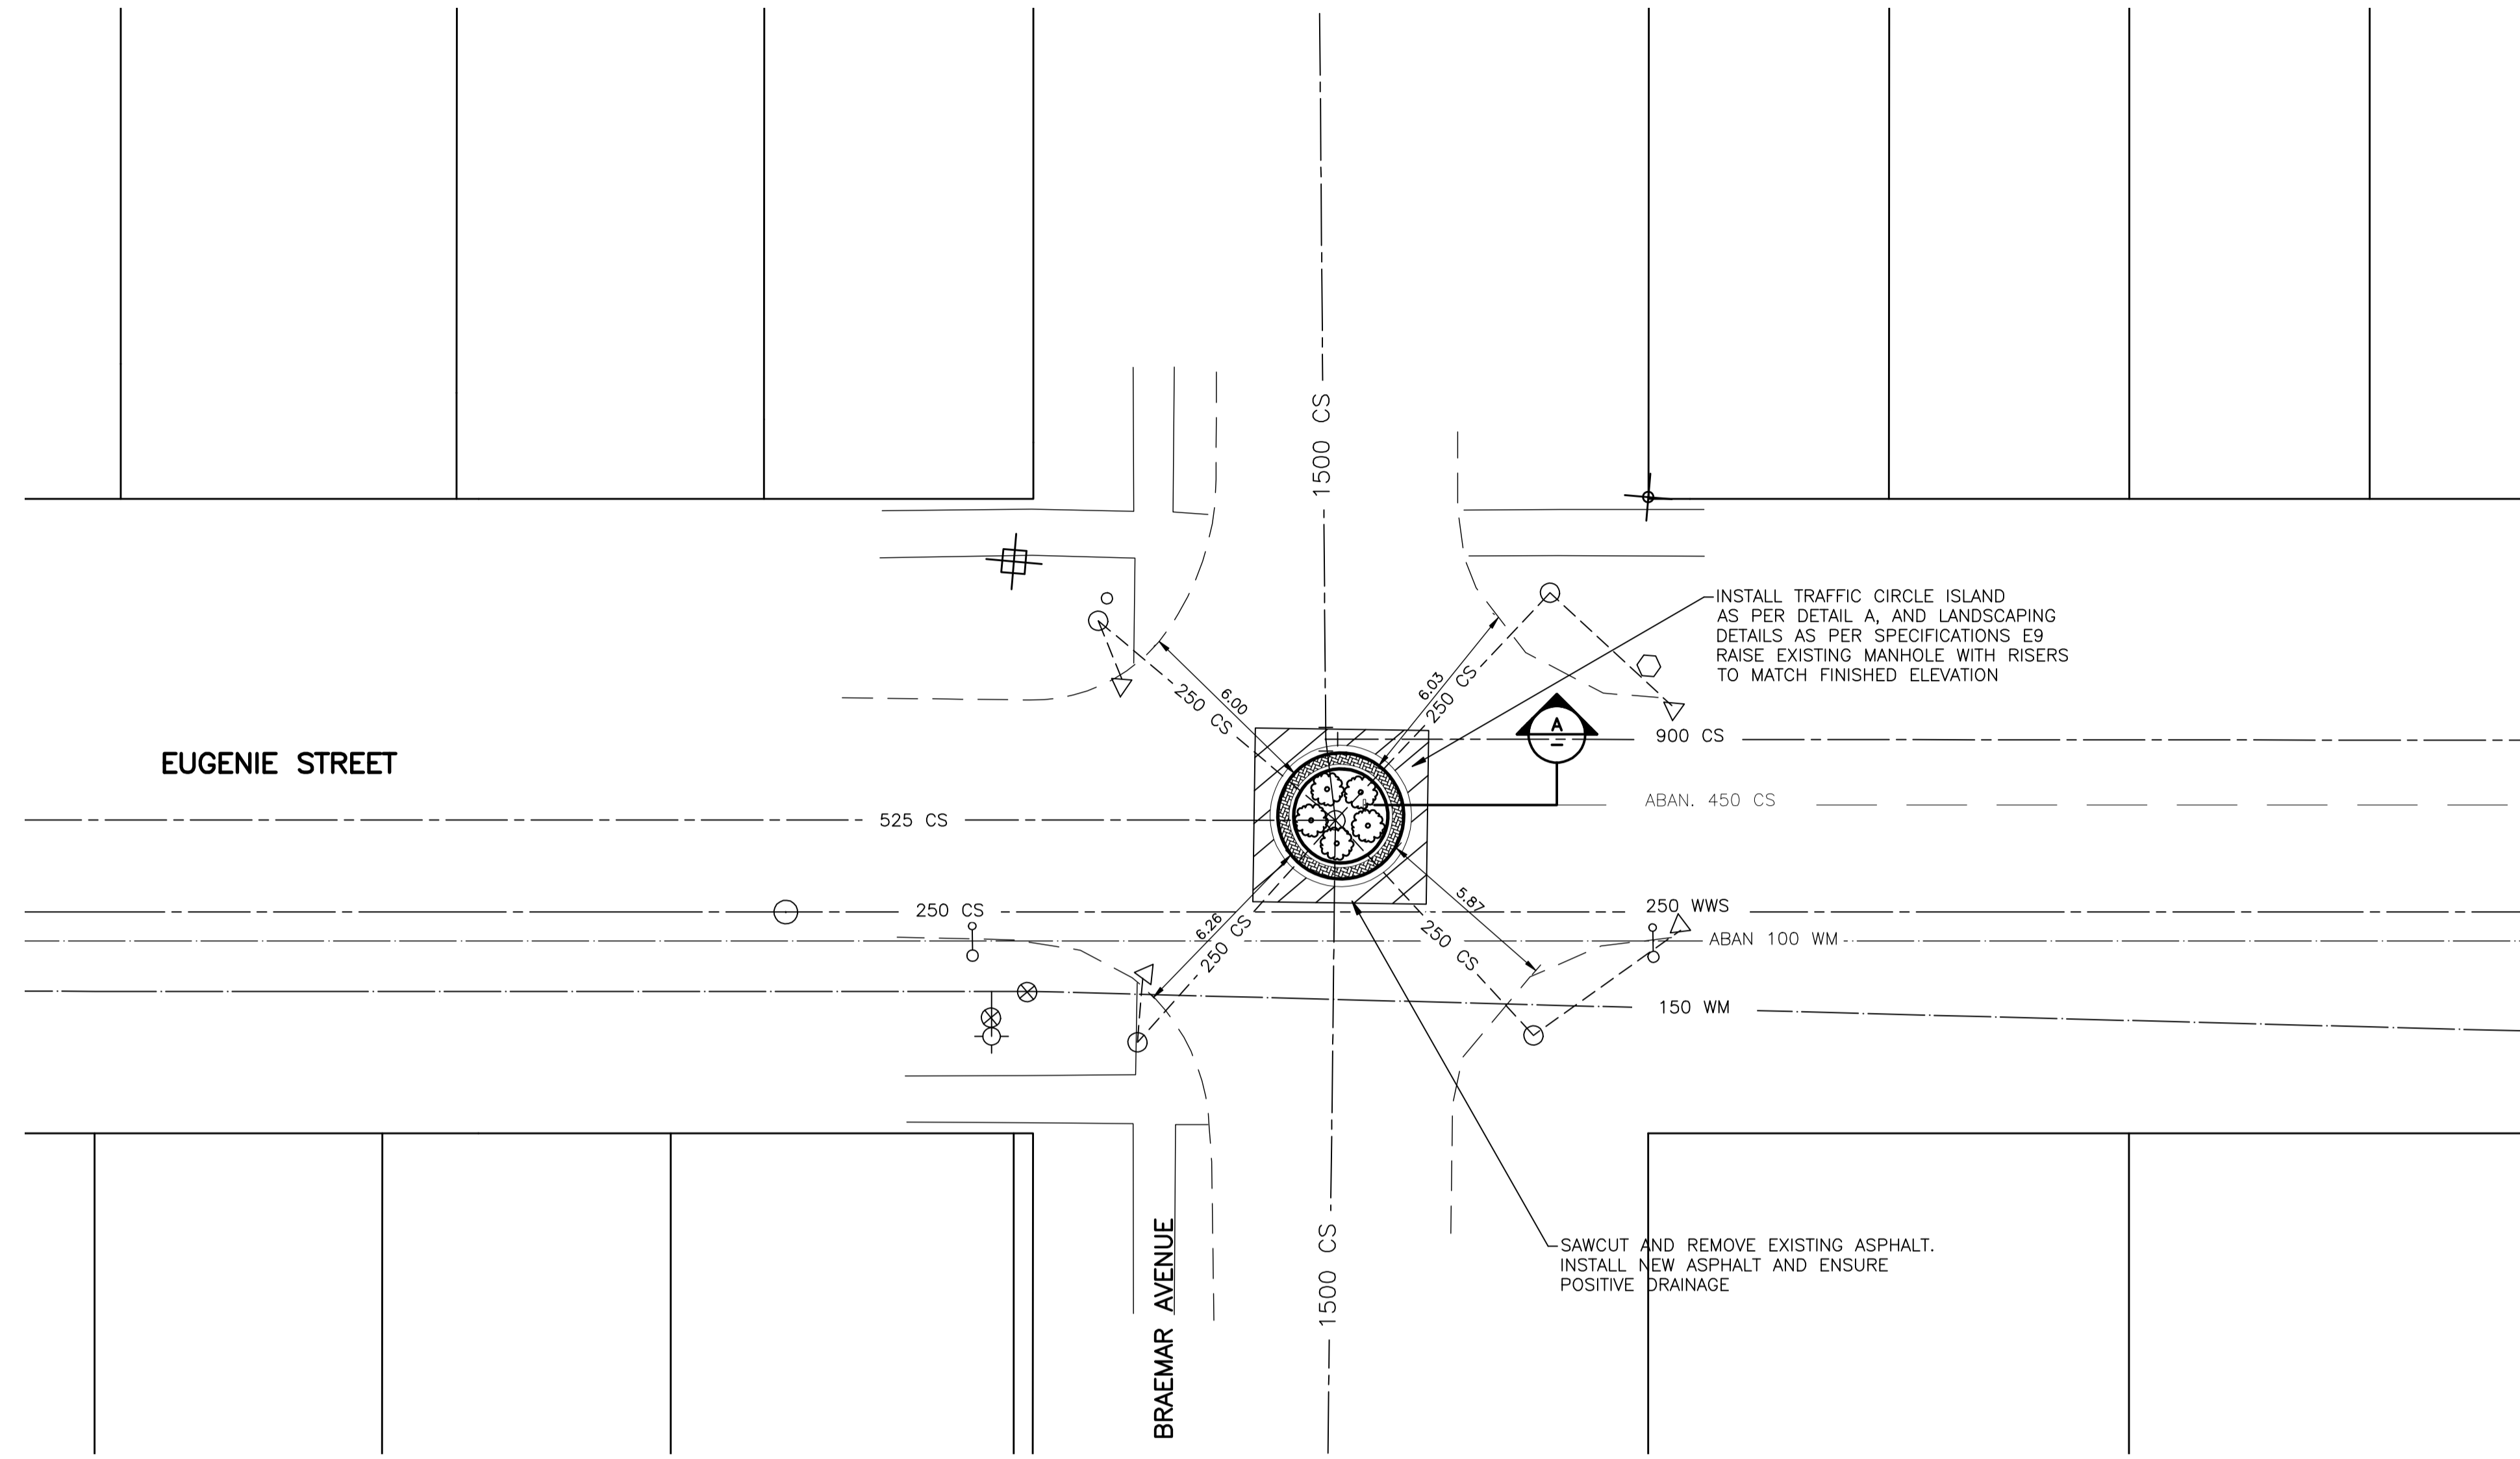 1500 CS
INSTALL TRAFFIC CIRCLE ISLAND
AS PER DETAIL A, AND LANDSCAPING
DETAILS AS PER SPECIFICATIONS E9
RAISE EXISTING MANHOLE WITH RISERS
TO MATCH FINISHED ELEVATION
6.00
250 CS
6.03
250 CS
A
900 CS
EUGENIE STREET
ABAN. 450 CS
525 CS
250 CS
250 WWS
5.87
250 CS
6.26
250 CS
ABAN 100 WM
150 WM
1500 CS
BRAEMAR AVENUE
SAWCUT AND REMOVE EXISTING ASPHALT.
INSTALL NEW ASPHALT AND ENSURE
POSITIVE DRAINAGE